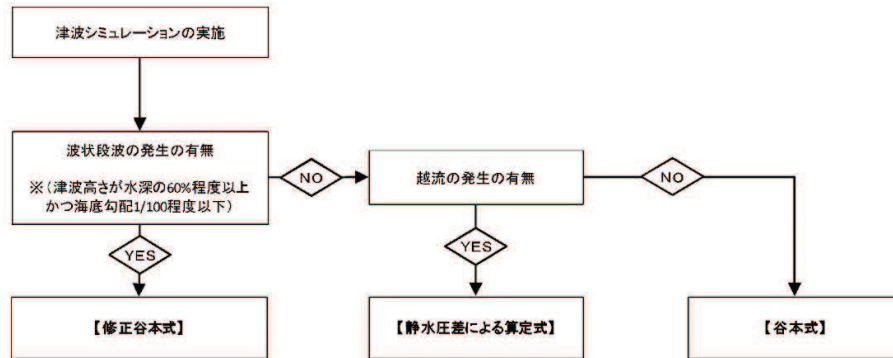 津波シミュレーションの実施
波状段波の発生の有無
※(津波高さが水深の60%程度以上
かつ海底勾配1/100程度以下)
NO
越流の発生の有無
NO
YES
YES
【修正谷本式】
【静水圧差による算定式】
【谷本式】